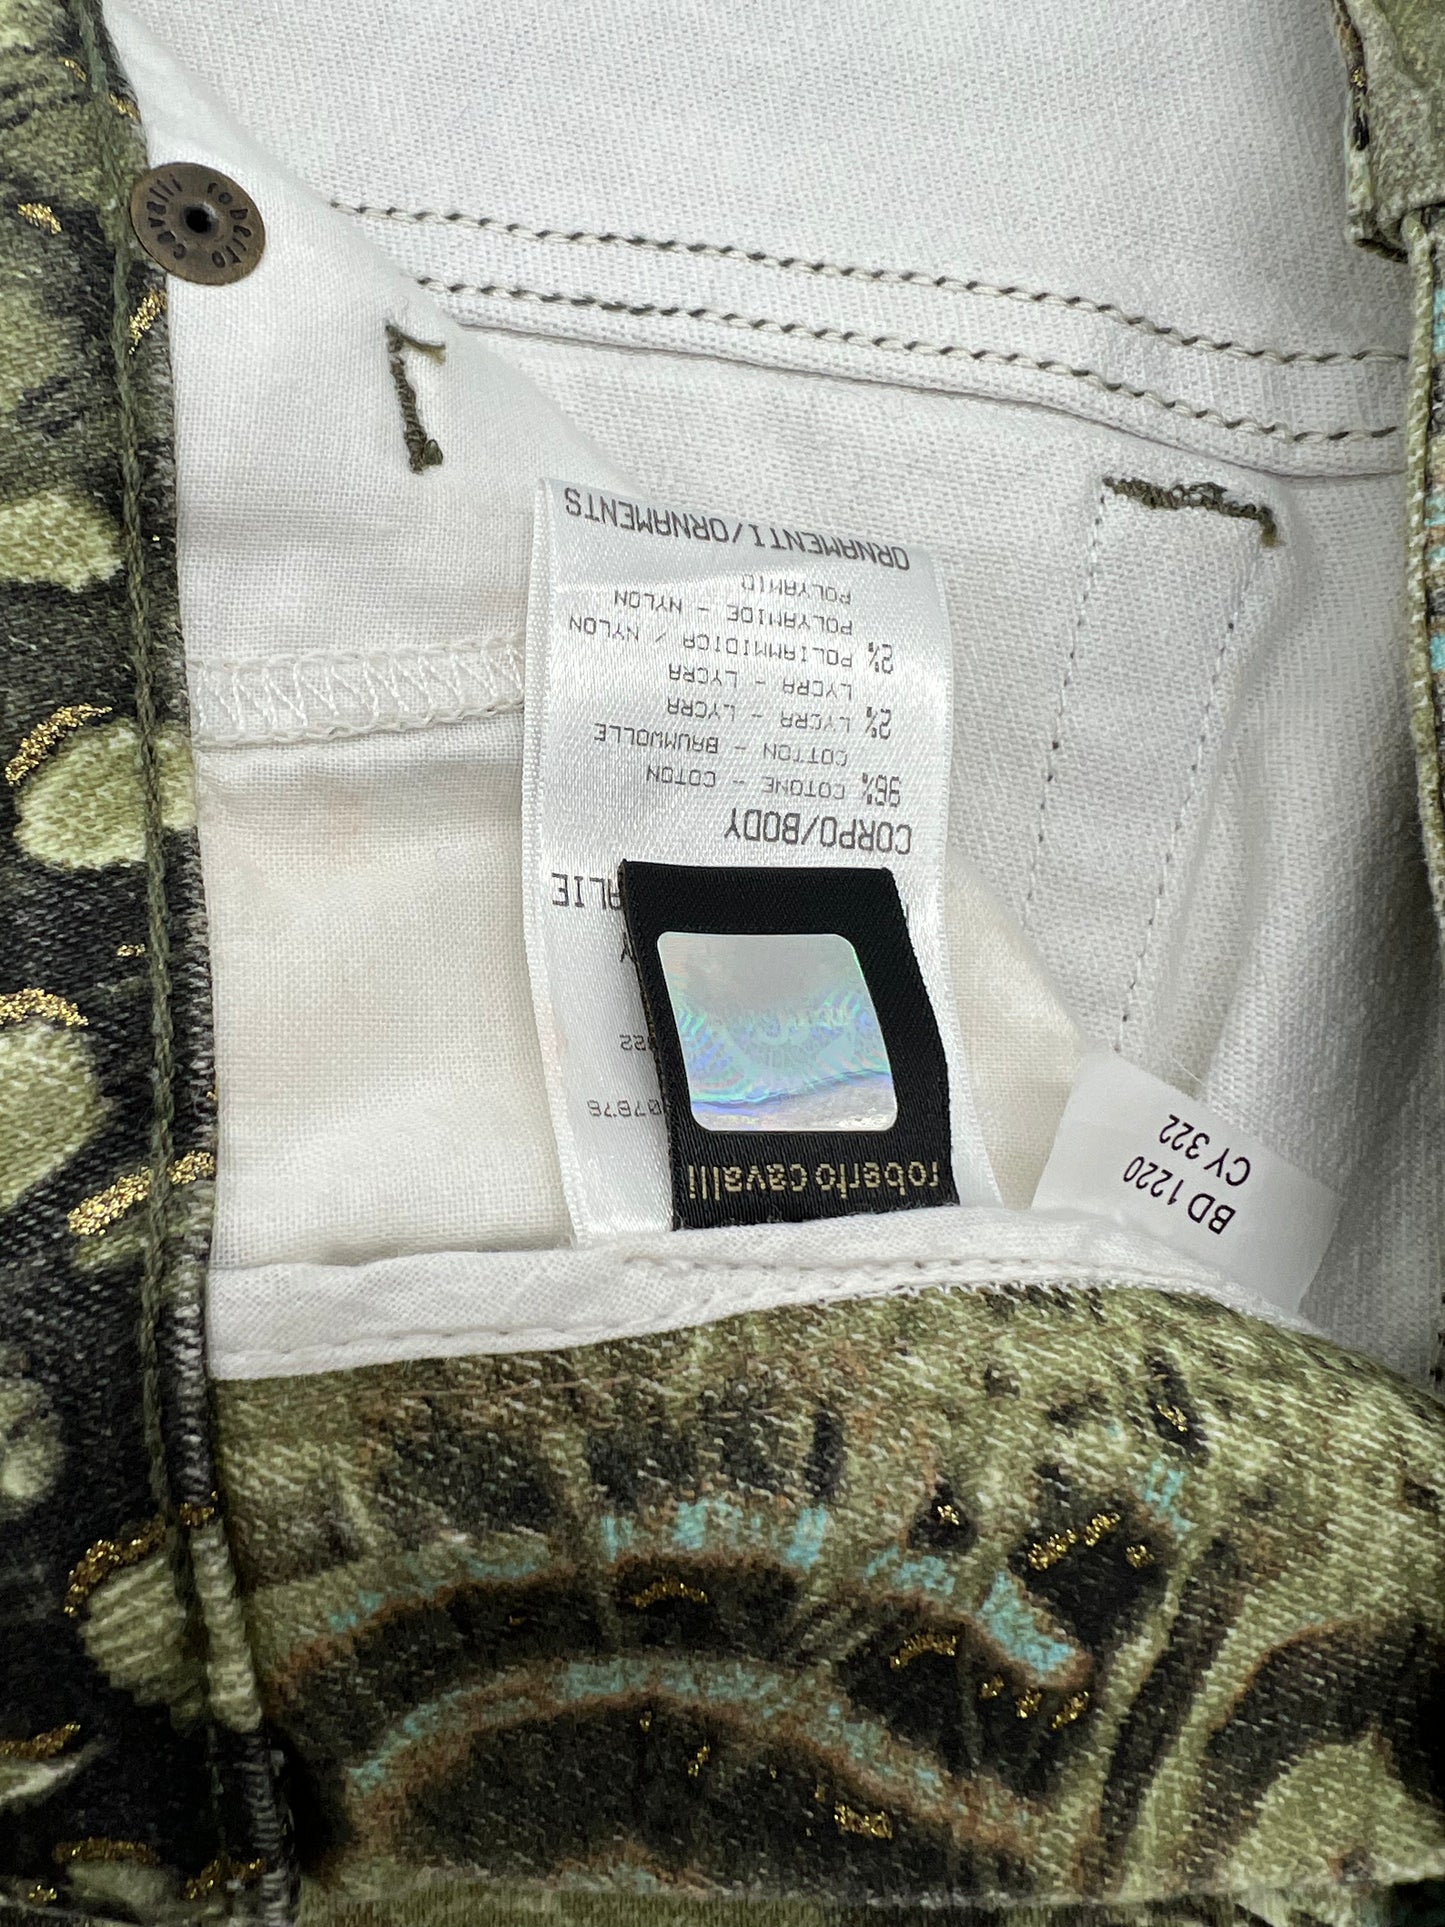 roberto cavalli
CORPO/BODY
96% COTONE - COTON
COTTON - BAUMWOLLE
2% LYCRA - LYCRA
LYCRA - LYCRA
2% POLIAMMIDICA / NYLON
POLYAMIDE - NYLON
POLYAMID
ORNAMENTI/ORNAMENTS
roberto cavalli
BD 1220
CY 322